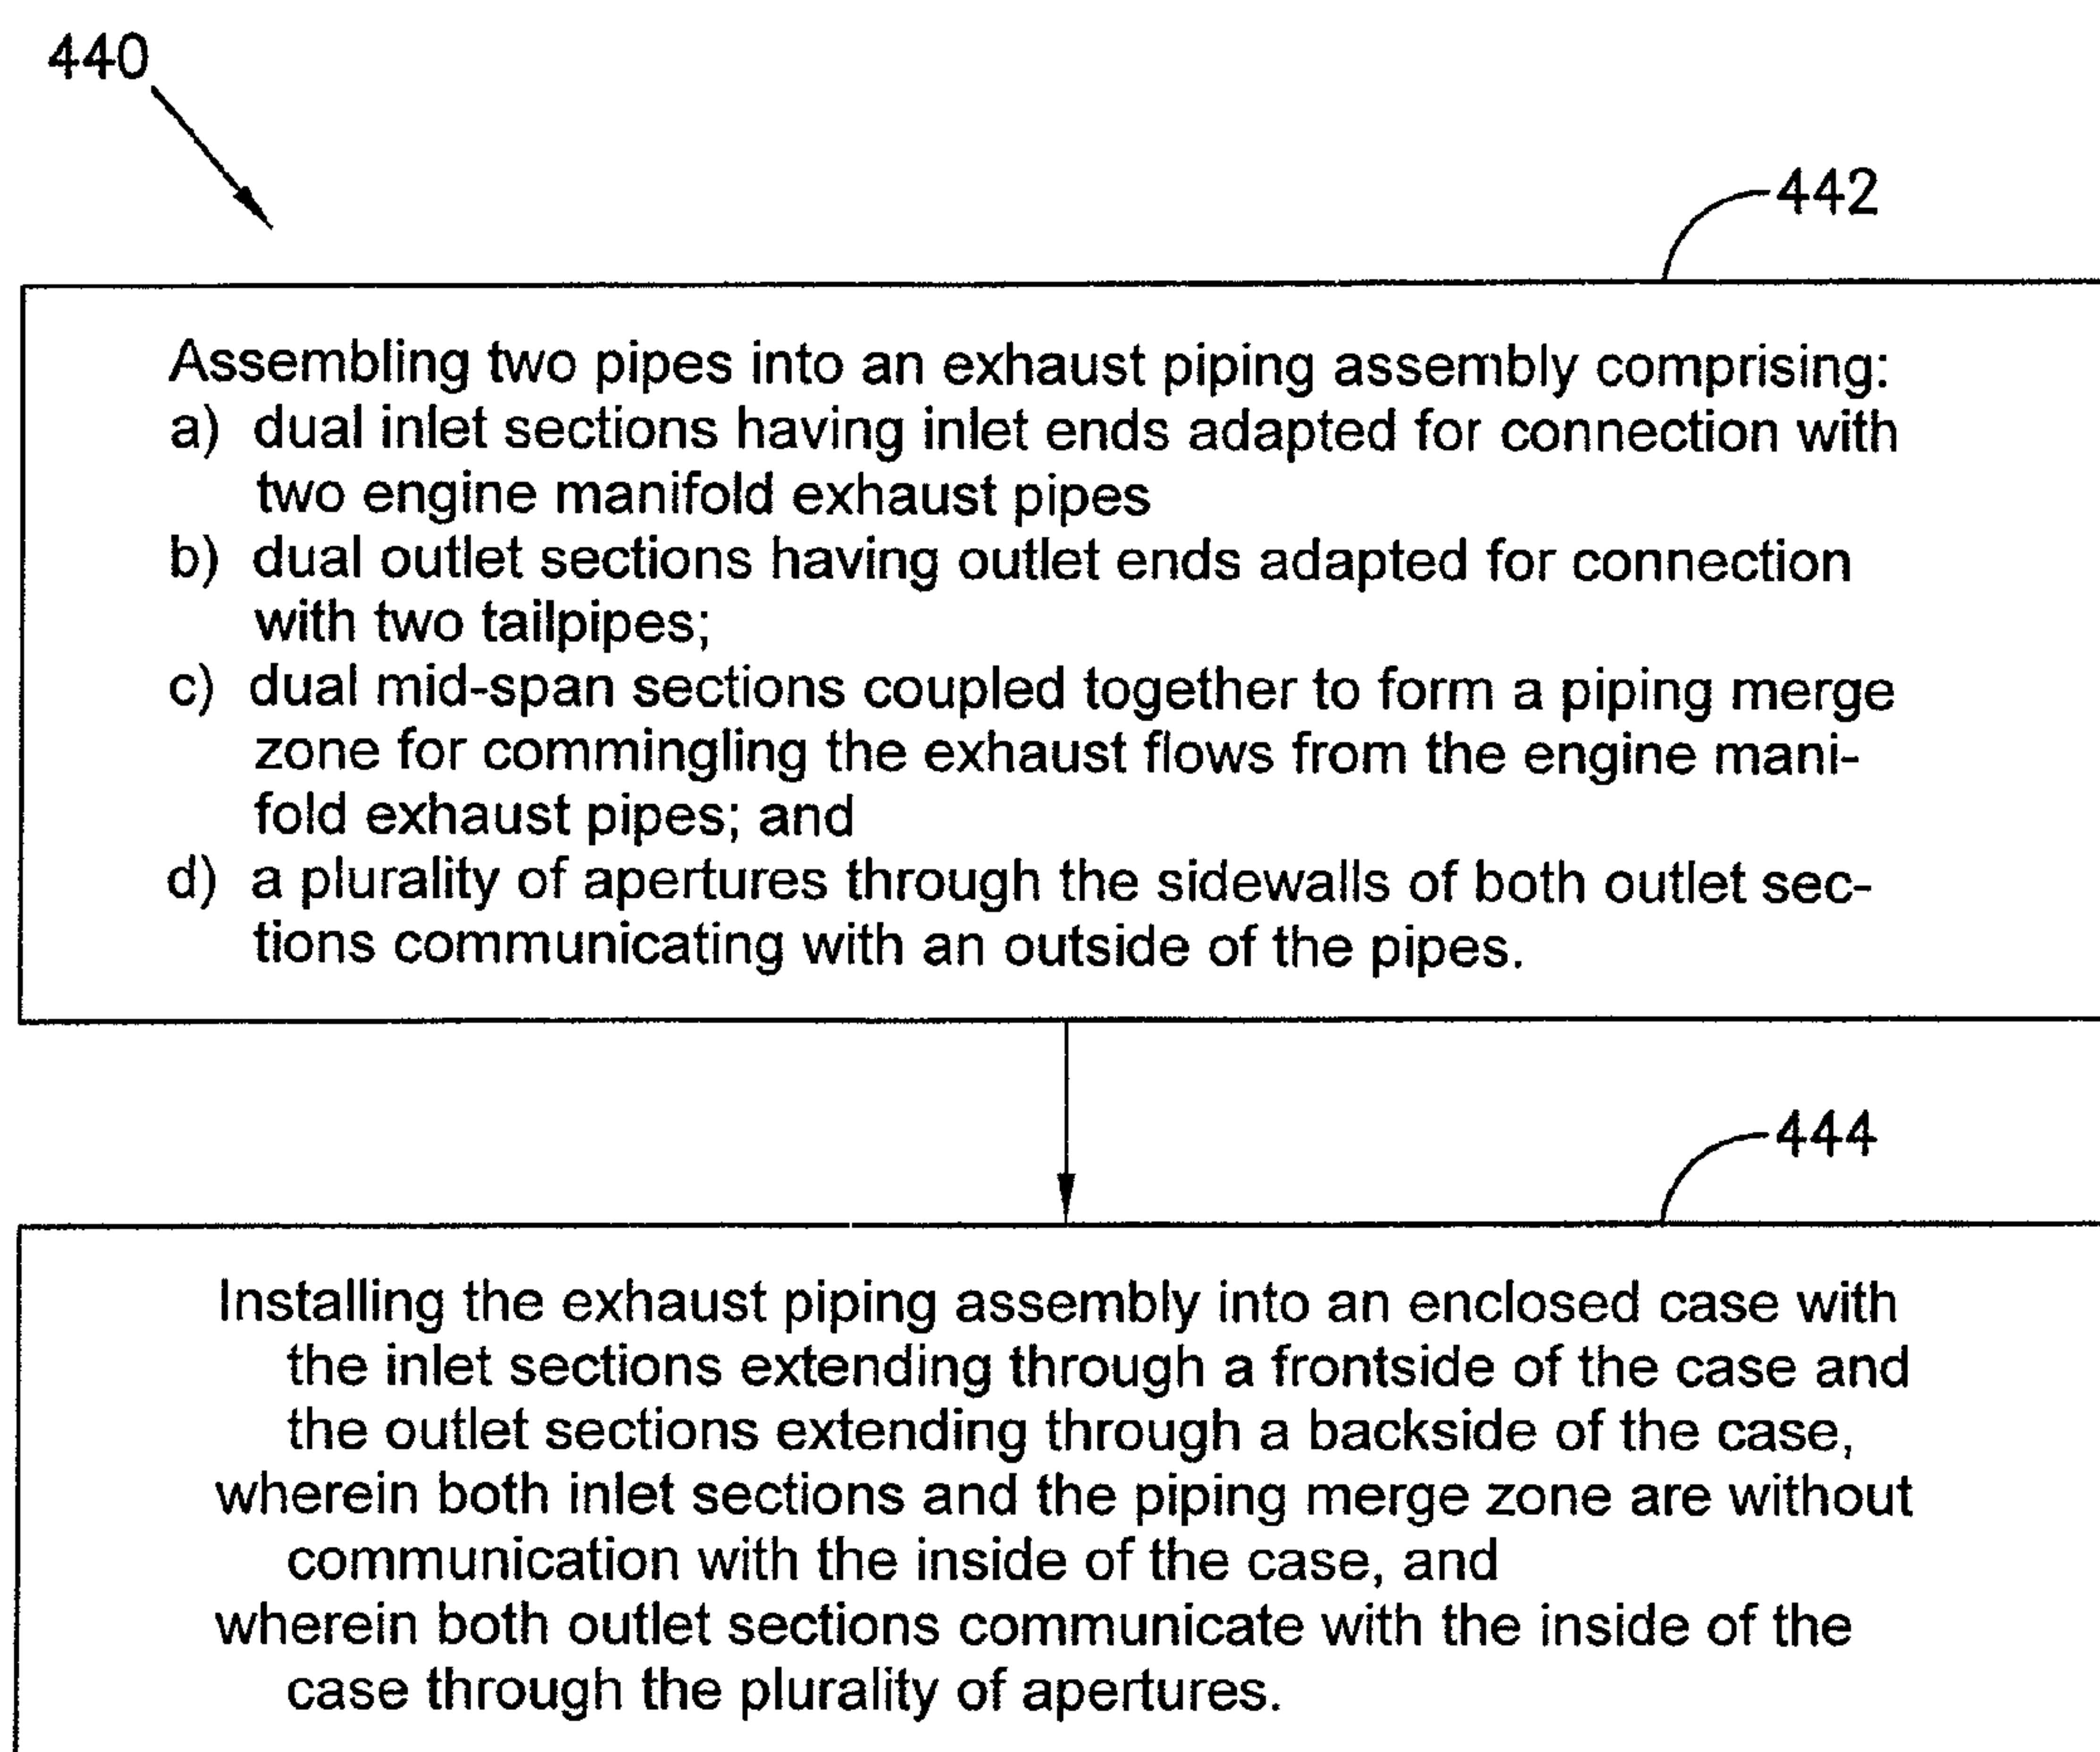 440
442
Assembling two pipes into an exhaust piping assembly comprising:
a) dual inlet sections having inlet ends adapted for connection with
two engine manifold exhaust pipes
b) dual outlet sections having outlet ends adapted for connection
with two tailpipes;
c) dual mid-span sections coupled together to form a piping merge
zone for commingling the exhaust flows from the engine mani-
fold exhaust pipes; and
d) a plurality of apertures through the sidewalls of both outlet sec-
tions communicating with an outside of the pipes.
444
Installing the exhaust piping assembly into an enclosed case with
the inlet sections extending through a frontside of the case and
the outlet sections extending through a backside of the case,
wherein both inlet sections and the piping merge zone are without
communication with the inside of the case, and
wherein both outlet sections communicate with the inside of the
case through the plurality of apertures.